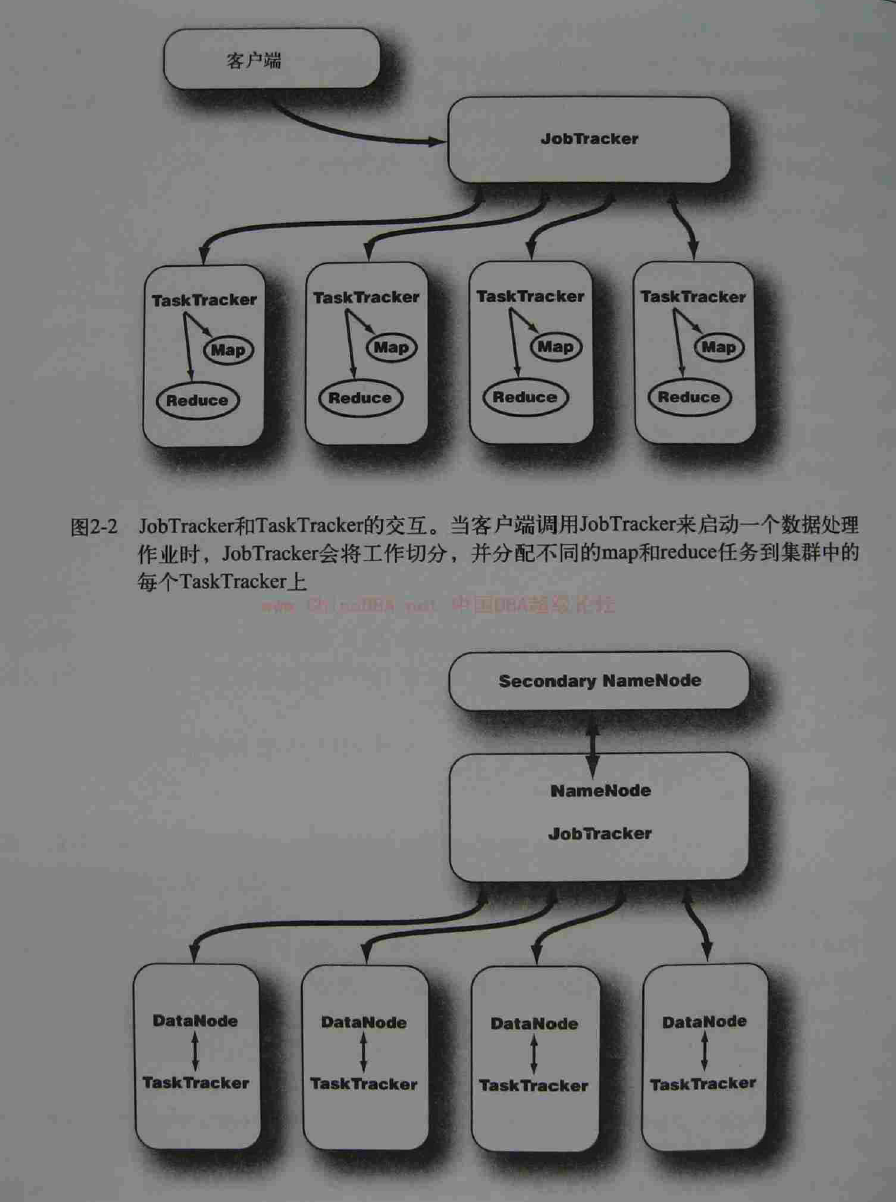 客户端
JobTracker
TaskTracker TaskTracker TaskTracker TaskTracker
Map Map Map Map
Reduce Reduce Reduce Reduce
图2-2 JobTracker和TaskTracker的交互。当客户端调用JobTracker来启动一个数据处理
作业时，JobTracker会将工作切分，并分配不同的map和reduce任务到集群中的
每个TaskTracker上
www.ChinaDBA.net 中国DBA超级论坛
Secondary NameNode
NameNode
JobTracker
DataNode DataNode DataNode DataNode
TaskTracker TaskTracker TaskTracker TaskTracker